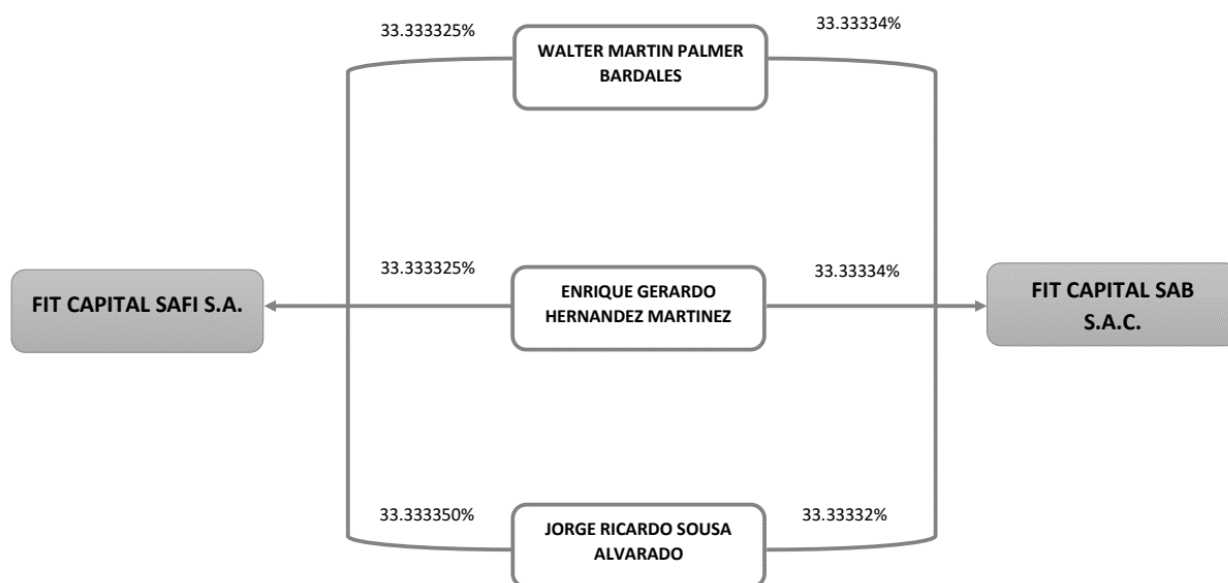 33.333325%
WALTER MARTIN PALMER
BARDALES
33.33334%
FIT CAPITAL SAFI S.A.
33.333325%
ENRIQUE GERARDO
HERNANDEZ MARTINEZ
33.33334%
FIT CAPITAL SAB
S.A.C.
33.333350%
JORGE RICARDO SOUSA
ALVARADO
33.33332%